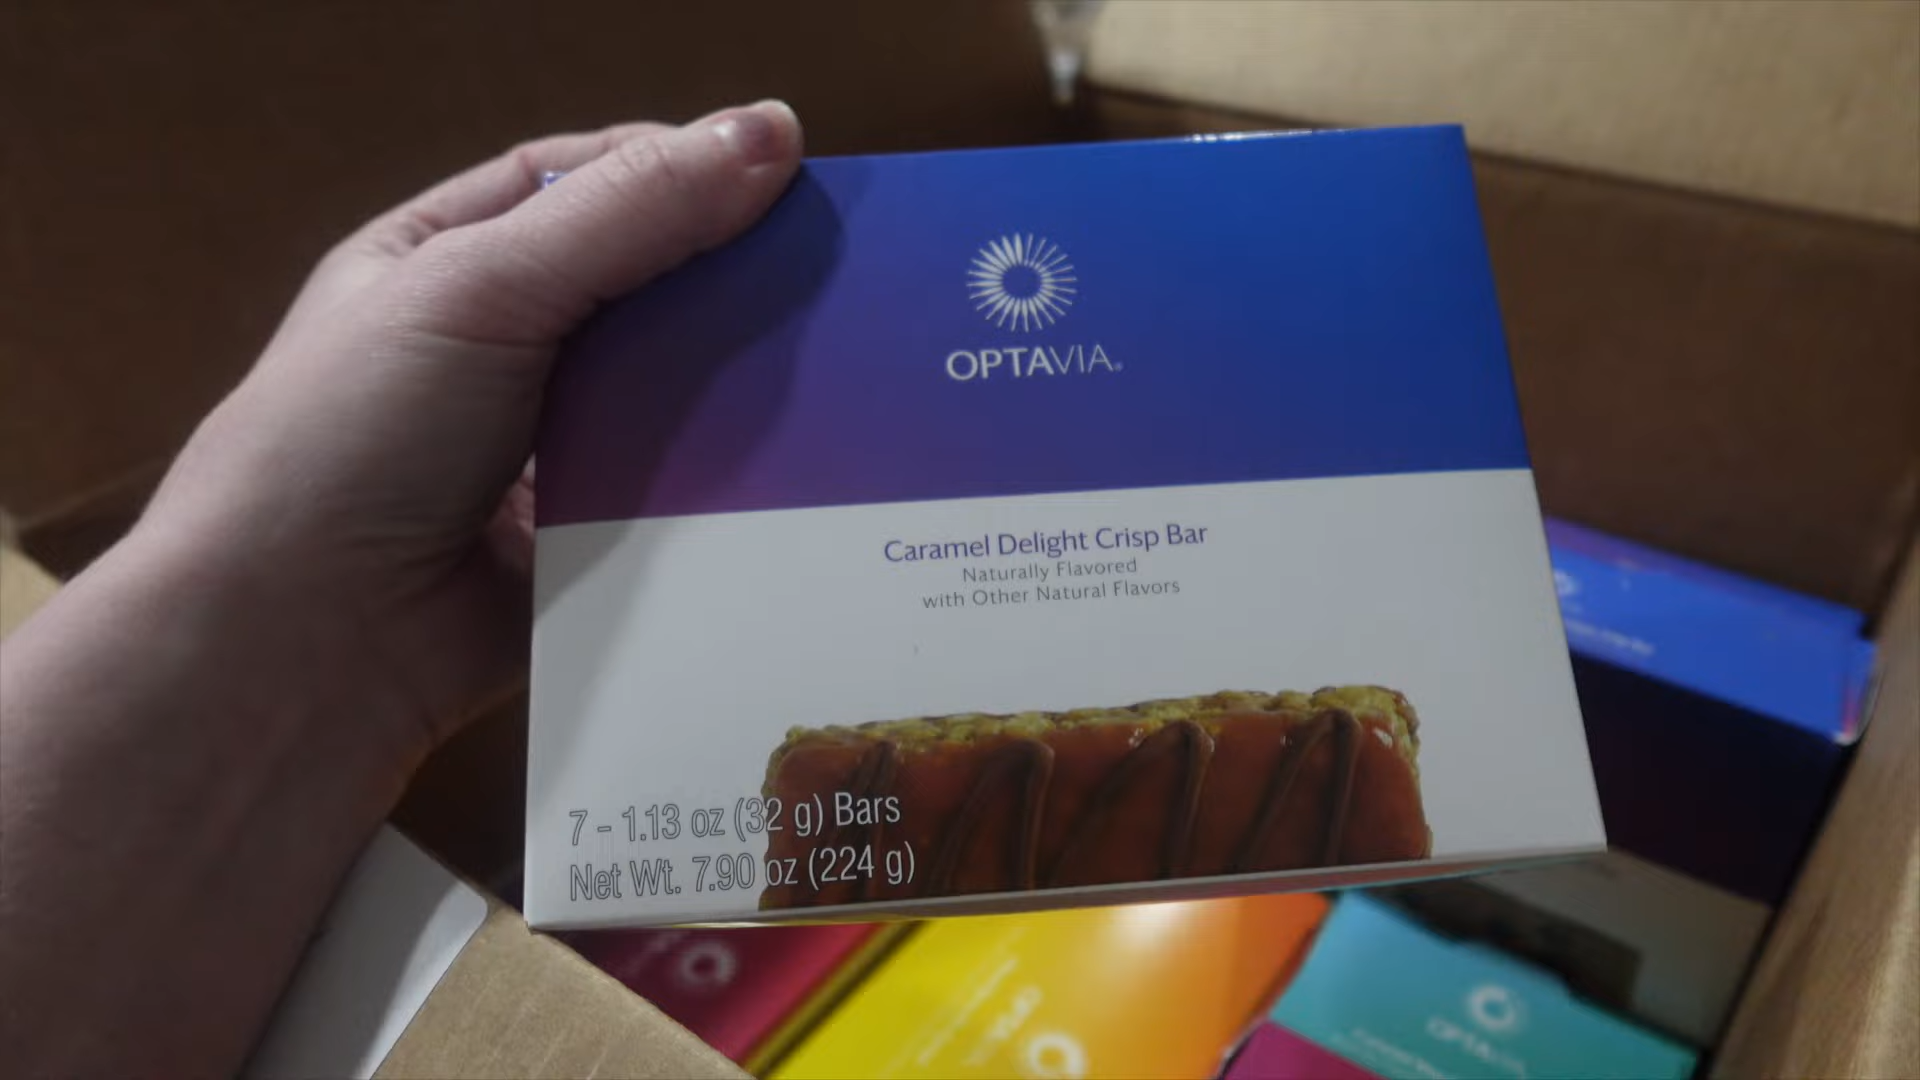 OPTAVIA®
Caramel Delight Crisp Bar
Naturally Flavored
with Other Natural Flavors
7 - 1.13 oz (32 g) Bars
Net Wt. 7.90 oz (224 g)
OPTAVIA